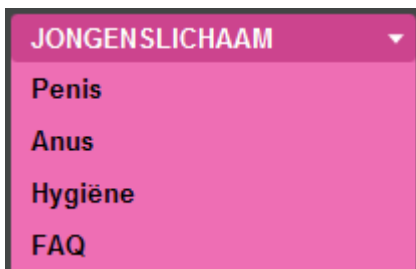 JONGENSLICHAAM
Penis
Anus
Hygiëne
FAQ